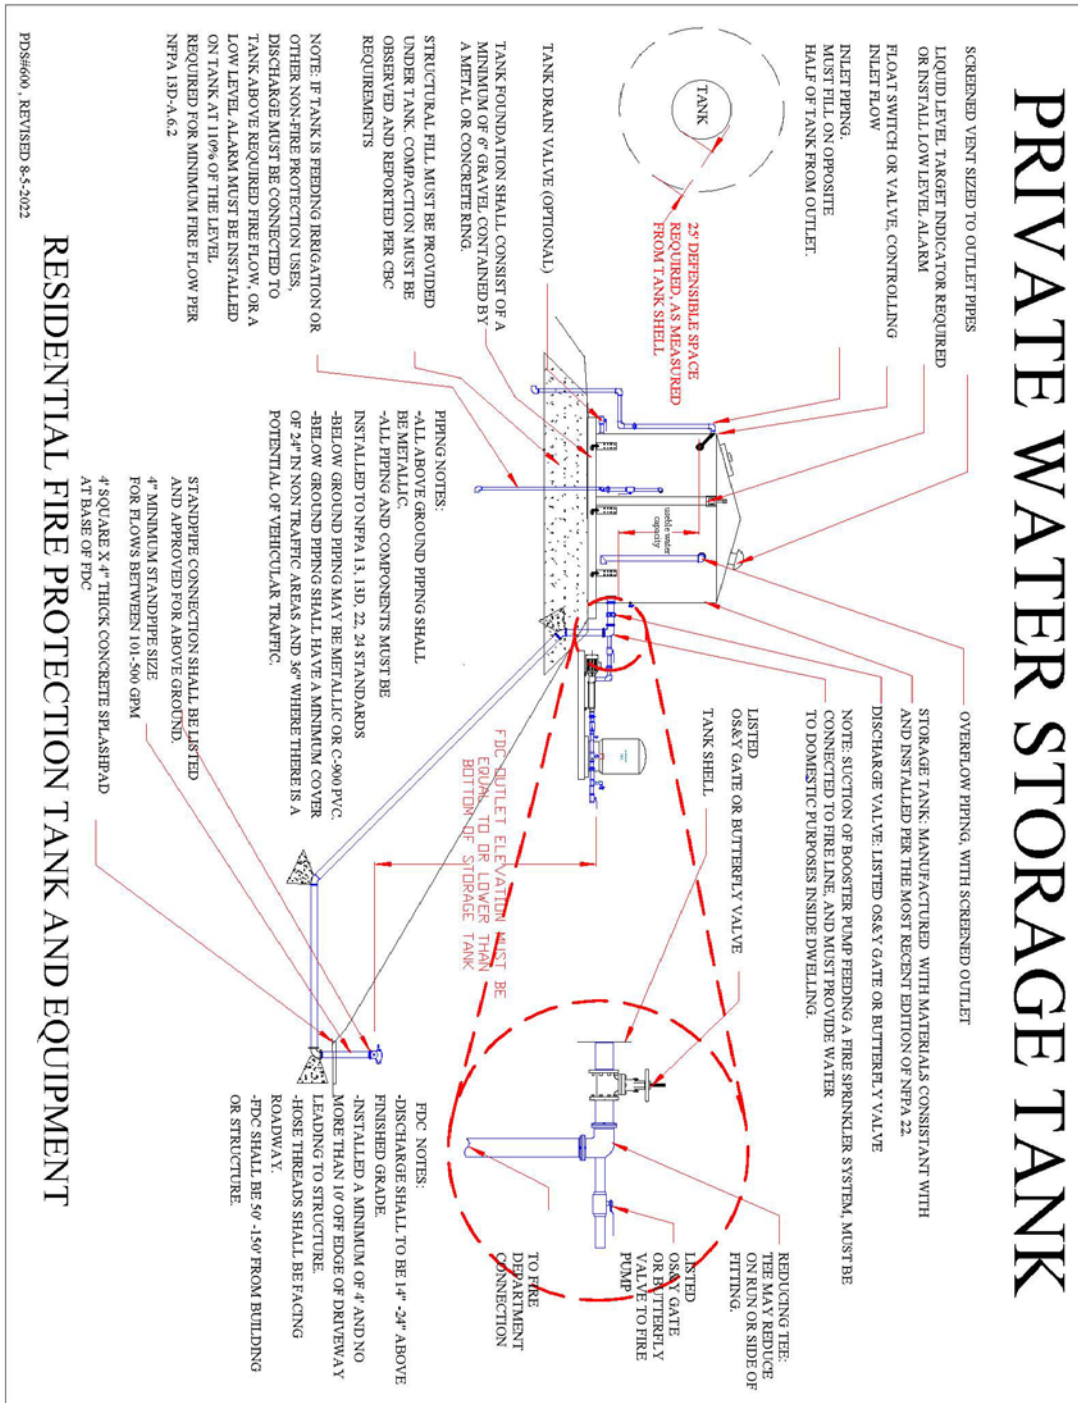 PRIVATE WATER STORAGE TANK
SCREENED VENT SIZED TO OUTLET PIPES
LIQUID LEVEL TARGET INDICATOR REQUIRED
OR INSTALL LOW LEVEL ALARM
FLOAT SWITCH OR VALVE, CONTROLLING
INLET FLOW
INLET PIPING.
MUST FILL ON OPPOSITE
HALF OF TANK FROM OUTLET.
TANK
25' DEFENSIBLE SPACE
REQUIRED, AS MEASURED
FROM TANK SHELL
TANK DRAIN VALVE (OPTIONAL)
TANK FOUNDATION SHALL CONSIST OF A
MINIMUM OF 6" GRAVEL CONTAINED BY
A METAL OR CONCRETE RING.
STRUCTURAL FILL MUST BE PROVIDED
UNDER TANK. COMPACTION MUST BE
OBSERVED AND REPORTED PER CBC
REQUIREMENTS
NOTE: IF TANK IS FEEDING IRRIGATION OR
OTHER NON-FIRE PROTECTION USES,
DISCHARGE MUST BE CONNECTED TO
TANK ABOVE REQUIRED FIRE FLOW, OR A
LOW LEVEL ALARM MUST BE INSTALLED
ON TANK AT 110% OF THE LEVEL
REQUIRED FOR MINIMUM FIRE FLOW PER
NFPA 13D-A.6.2
useble water
capacity
OVERFLOW PIPING, WITH SCREENED OUTLET
STORAGE TANK: MANUFACTURED WITH MATERIALS CONSISTANT WITH
AND INSTALLED PER THE MOST RECENT EDITION OF NFPA 22.
DISCHARGE VALVE: LISTED OS&Y GATE OR BUTTERFLY VALVE
NOTE: SUCTION OF BOOSTER PUMP FEEDING A FIRE SPRINKLER SYSTEM, MUST BE
CONNECTED TO FIRE LINE, AND MUST PROVIDE WATER
TO DOMESTIC PURPOSES INSIDE DWELLING.
LISTED
OS&Y GATE OR BUTTERFLY VALVE
TANK SHELL
REDUCING TEE:
TEE MAY REDUCE
ON RUN OR SIDE OF
FITTING.
LISTED
OS&Y GATE
OR BUTTERFLY
VALVE TO FIRE
PUMP
TO FIRE
DEPARTMENT
CONNECTION
FDC OUTLET ELEVATION MUST BE
EQUAL TO OR LOWER THAN
BOTTOM OF STORAGE TANK
PIPING NOTES:
-ALL ABOVE GROUND PIPING SHALL
BE METALLIC.
-ALL PIPING AND COMPONENTS MUST BE
INSTALLED TO NFPA 13, 13D, 22, 24 STANDARDS
-BELOW GROUND PIPING MAY BE METALLIC OR C-900 PVC.
-BELOW GROUND PIPING SHALL HAVE A MINIMUM COVER
OF 24" IN NON TRAFFIC AREAS AND 36" WHERE THERE IS A
POTENTIAL OF VEHICULAR TRAFFIC.
STANDPIPE CONNECTION SHALL BE LISTED
AND APPROVED FOR ABOVE GROUND.
4" MINIMUM STANDPIPE SIZE
FOR FLOWS BETWEEN 101-500 GPM
4' SQUARE X 4" THICK CONCRETE SPLASHPAD
AT BASE OF FDC
FDC NOTES:
-DISCHARGE SHALL TO BE 14" -24" ABOVE
FINISHED GRADE.
-INSTALLED A MINIMUM OF 4' AND NO
MORE THAN 10' OFF EDGE OF DRIVEWAY
LEADING TO STRUCTURE.
-HOSE THREADS SHALL BE FACING
ROADWAY.
-FDC SHALL BE 50' -150' FROM BUILDING
OR STRUCTURE.
RESIDENTIAL FIRE PROTECTION TANK AND EQUIPMENT
PDS#600 , REVISED 8-5-2022